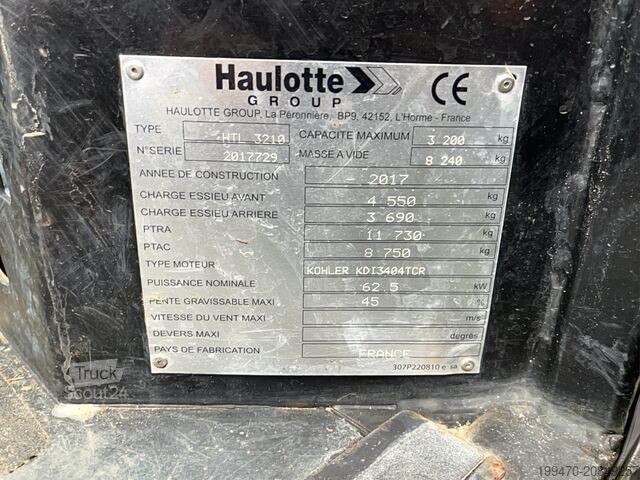 Haulotte
GROUP
CE
HAULOTTE GROUP, La Péronnière, BP9, 42152, L'Horme - France
TYPE HTL 3210 CAPACITE MAXIMUM 3 200 kg
N°SERIE 2017729 MASSE A VIDE 8 240 kg
ANNEE DE CONSTRUCTION - 2017 -
CHARGE ESSIEU AVANT 4 550 kg
CHARGE ESSIEU ARRIERE 3 690 kg
PTRA 11 730 kg
PTAC 8 750 kg
TYPE MOTEUR KOHLER KDI3404TCR
PUISSANCE NOMINALE 62.5 kW
PENTE GRAVISSABLE MAXI 45 %
VITESSE DU VENT MAXI m/s
DEVERS MAXI degrés
PAYS DE FABRICATION FRANCE
307P220810 e sa
Truck
Scout24